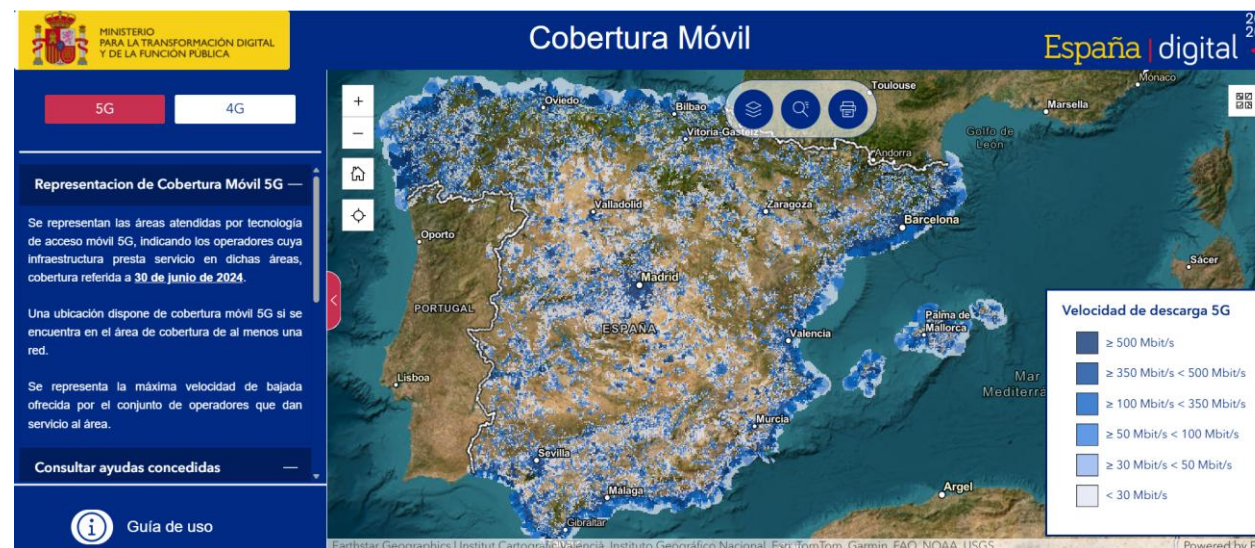 MINISTERIO
PARA LA TRANSFORMACIÓN DIGITAL
Y DE LA FUNCIÓN PÚBLICA
Cobertura Móvil
España | digital
5G
4G
Representacion de Cobertura Móvil 5G —
Se representan las áreas atendidas por tecnología
de acceso móvil 5G, indicando los operadores cuya
infraestructura presta servicio en dichas áreas,
cobertura referida a 30 de junio de 2024.
Una ubicación dispone de cobertura móvil 5G si se
encuentra en el área de cobertura de al menos una
red.
Se representa la máxima velocidad de bajada
ofrecida por el conjunto de operadores que dan
servicio al área.
Consultar ayudas concedidas —
Guía de uso
+
−
Toulouse
Mónaco
Marsella
Oviedo
Bilbao
Vitoria-Gasteiz
Golfo de
León
Andorra
Valladolid
Zaragoza
Barcelona
Oporto
Sácer
Madrid
PORTUGAL
ESPAÑA
Palma de
Mallorca
Valencia
Lisboa
Mar
Mediterrá
Murcia
Sevilla
Málaga
Argel
Gibraltar
Velocidad de descarga 5G
≥ 500 Mbit/s
≥ 350 Mbit/s < 500 Mbit/s
≥ 100 Mbit/s < 350 Mbit/s
≥ 50 Mbit/s < 100 Mbit/s
≥ 30 Mbit/s < 50 Mbit/s
< 30 Mbit/s
Earthstar Geographics | Institut Cartogràfic Valencià, Instituto Geográfico Nacional, Esri, TomTom, Garmin, FAO, NOAA, USGS
Powered by